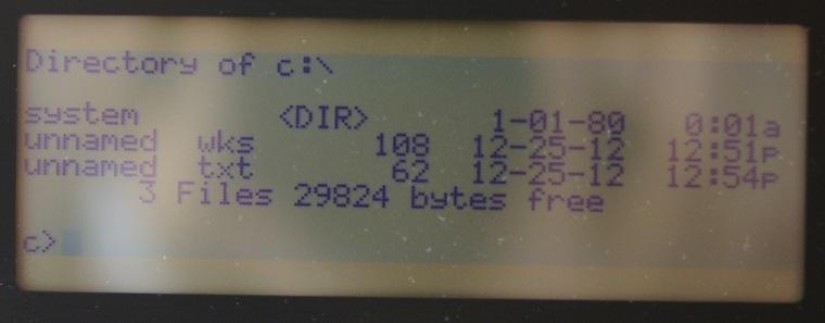 Directory of c:\
system <DIR> 1-01-80 0:01a
unnamed wks 108 12-25-12 12:51p
unnamed txt 62 12-25-12 12:54p
3 Files 29824 bytes free
c>